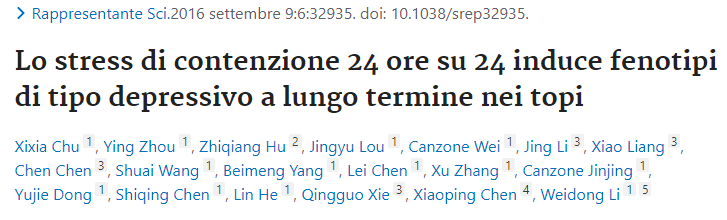 Rappresentante Sci.2016 settembre 9:6:32935. doi: 10.1038/srep32935.
Lo stress di contenzione 24 ore su 24 induce fenotipi
di tipo depressivo a lungo termine nei topi
Xixia Chu 1, Ying Zhou 1, Zhiqiang Hu 2, Jingyu Lou 1, Canzone Wei 1, Jing Li 3, Xiao Liang 3,
Chen Chen 3, Shuai Wang 1, Beimeng Yang 1, Lei Chen 1, Xu Zhang 1, Canzone Jinjing 1,
Yujie Dong 1, Shiqing Chen 1, Lin He 1, Qingguo Xie 3, Xiaoping Chen 4, Weidong Li 1 5